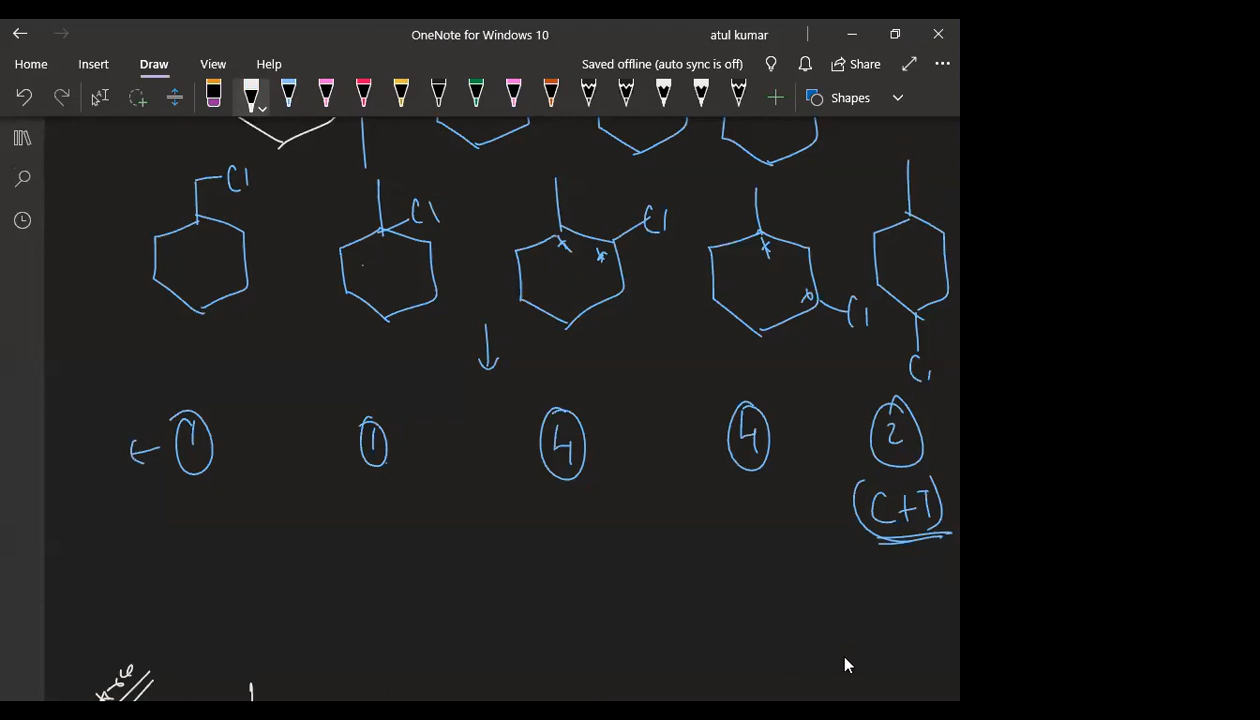 OneNote for Windows 10
atul kumar
Home Insert Draw View Help
Saved offline (auto sync is off)
Share
Shapes
Cl Cl Cl
Cl
Cl
1 1 4 4 2
(C+T)